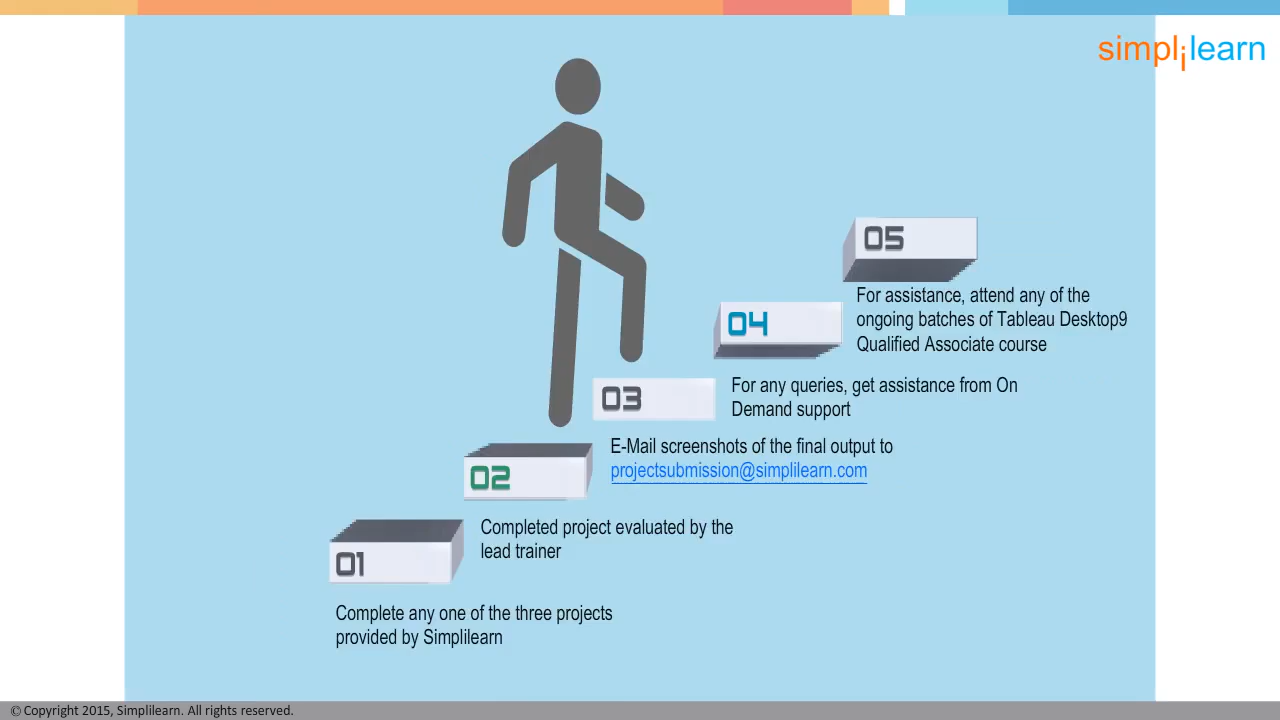 simplilearn
05
For assistance, attend any of the
ongoing batches of Tableau Desktop9
Qualified Associate course
04
For any queries, get assistance from On
Demand support
03
E-Mail screenshots of the final output to
projectsubmission@simplilearn.com
02
Completed project evaluated by the
lead trainer
01
Complete any one of the three projects
provided by Simplilearn
© Copyright 2015, Simplilearn. All rights reserved.